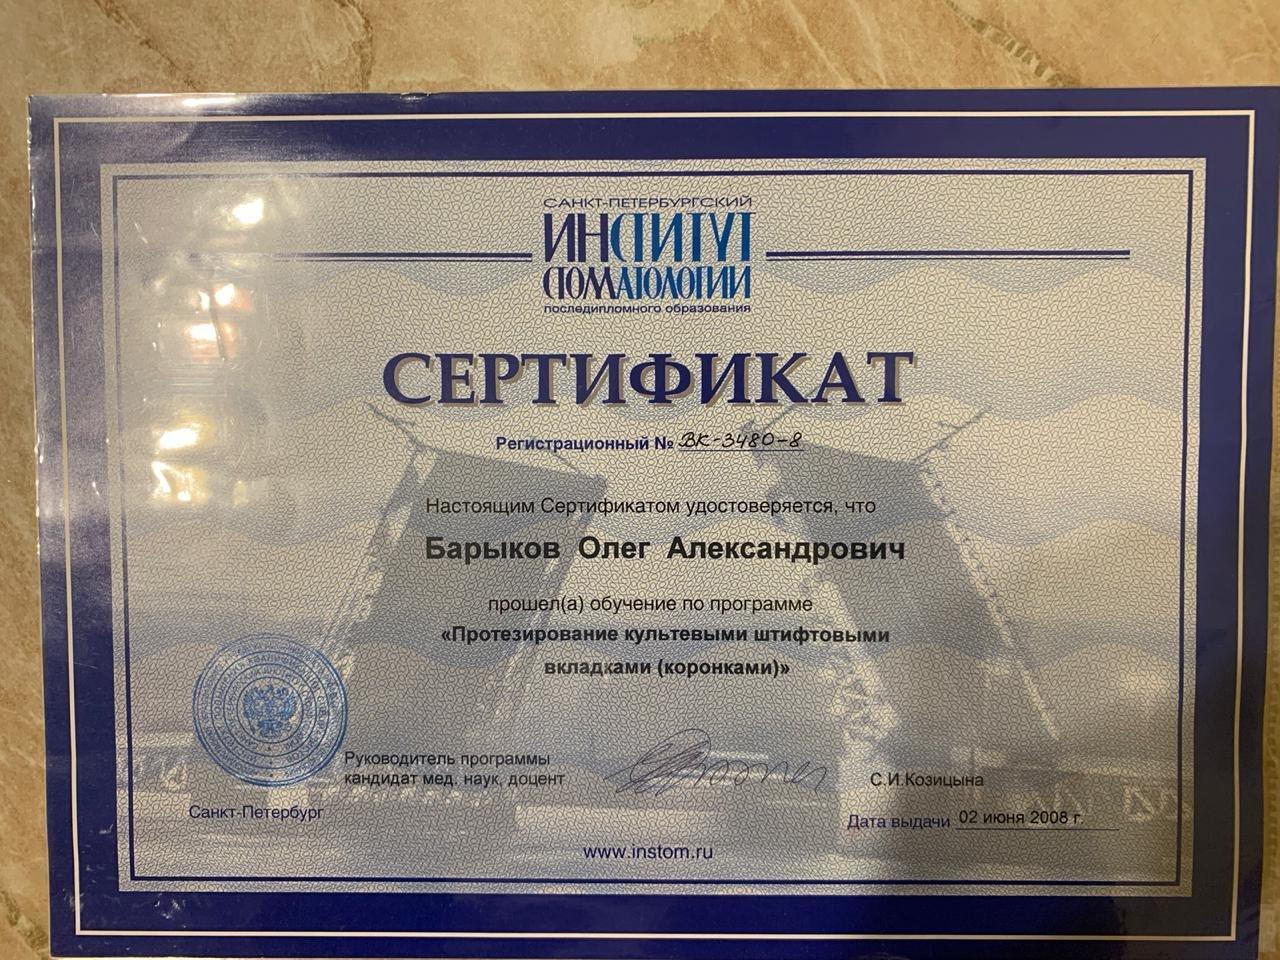 САНКТ-ПЕТЕРБУРГСКИЙ
ИНСТИТУТ
СТОМАТОЛОГИИ
последипломного образования
СЕРТИФИКАТ
Регистрационный № ВК-3480-8
Настоящим Сертификатом удостоверяется, что
Барыков Олег Александрович
прошел(а) обучение по программе
«Протезирование культевыми штифтовыми
вкладками (коронками)»
Руководитель программы
кандидат мед. наук, доцент
С.И.Козицына
Санкт-Петербург
Дата выдачи 02 июня 2008 г.
www.instom.ru